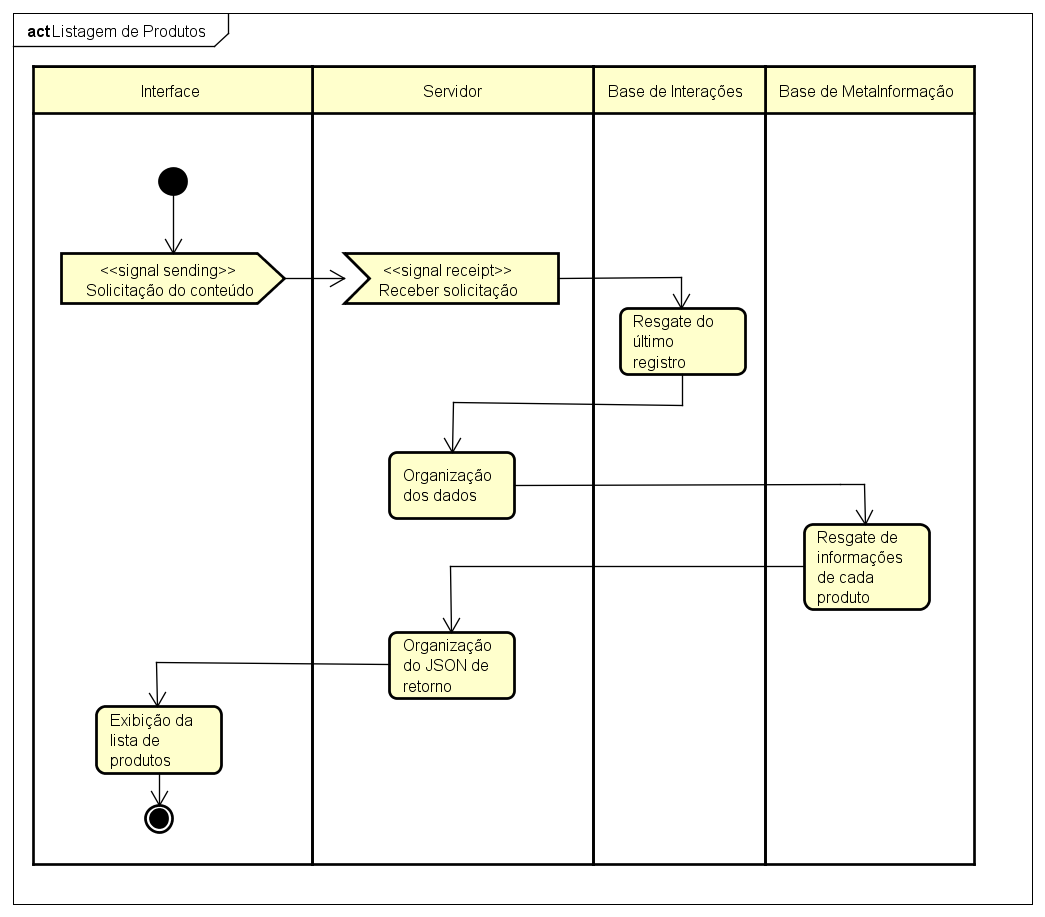 act Listagem de Produtos
Interface
Servidor
Base de Interações
Base de MetaInformação
<<signal sending>>
Solicitação do conteúdo
<<signal receipt>>
Receber solicitação
Resgate do
último
registro
Organização
dos dados
Resgate de
informações
de cada
produto
Organização
do JSON de
retorno
Exibição da
lista de
produtos